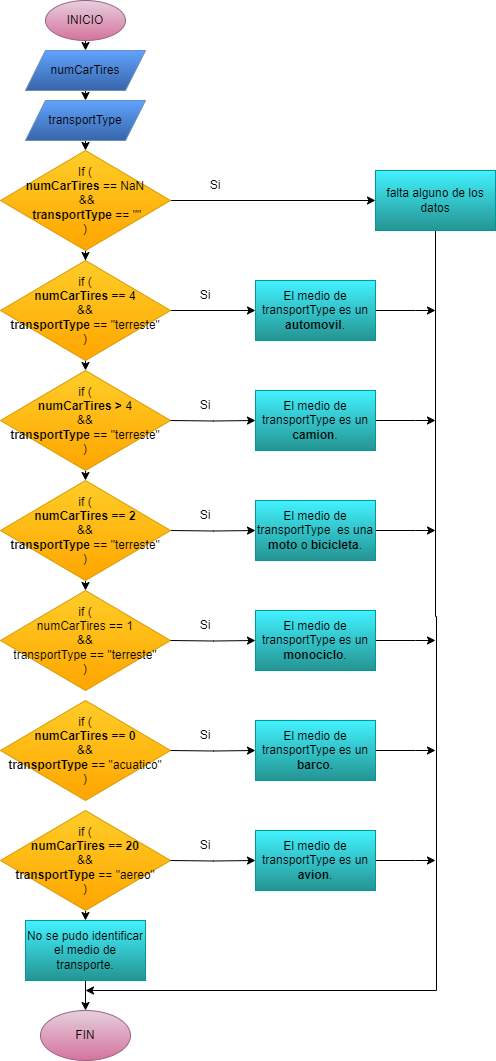 INICIO
numCarTires
transportType
If (
numCarTires == NaN
&&
transportType == ""
)
Si
falta alguno de los
datos
if (
numCarTires == 4
&&
transportType == "terreste"
)
Si
El medio de
transportType es un
automovil.
if (
numCarTires > 4
&&
transportType == "terreste"
)
Si
El medio de
transportType es un
camion.
if (
numCarTires == 2
&&
transportType == "terreste"
)
Si
El medio de
transportType es una
moto o bicicleta.
if (
numCarTires == 1
&&
transportType == "terreste"
)
Si
El medio de
transportType es un
monociclo.
if (
numCarTires == 0
&&
transportType == "acuatico"
)
Si
El medio de
transportType es un
barco.
if (
numCarTires == 20
&&
transportType == "aereo"
)
Si
El medio de
transportType es un
avion.
No se pudo identificar
el medio de
transporte.
FIN